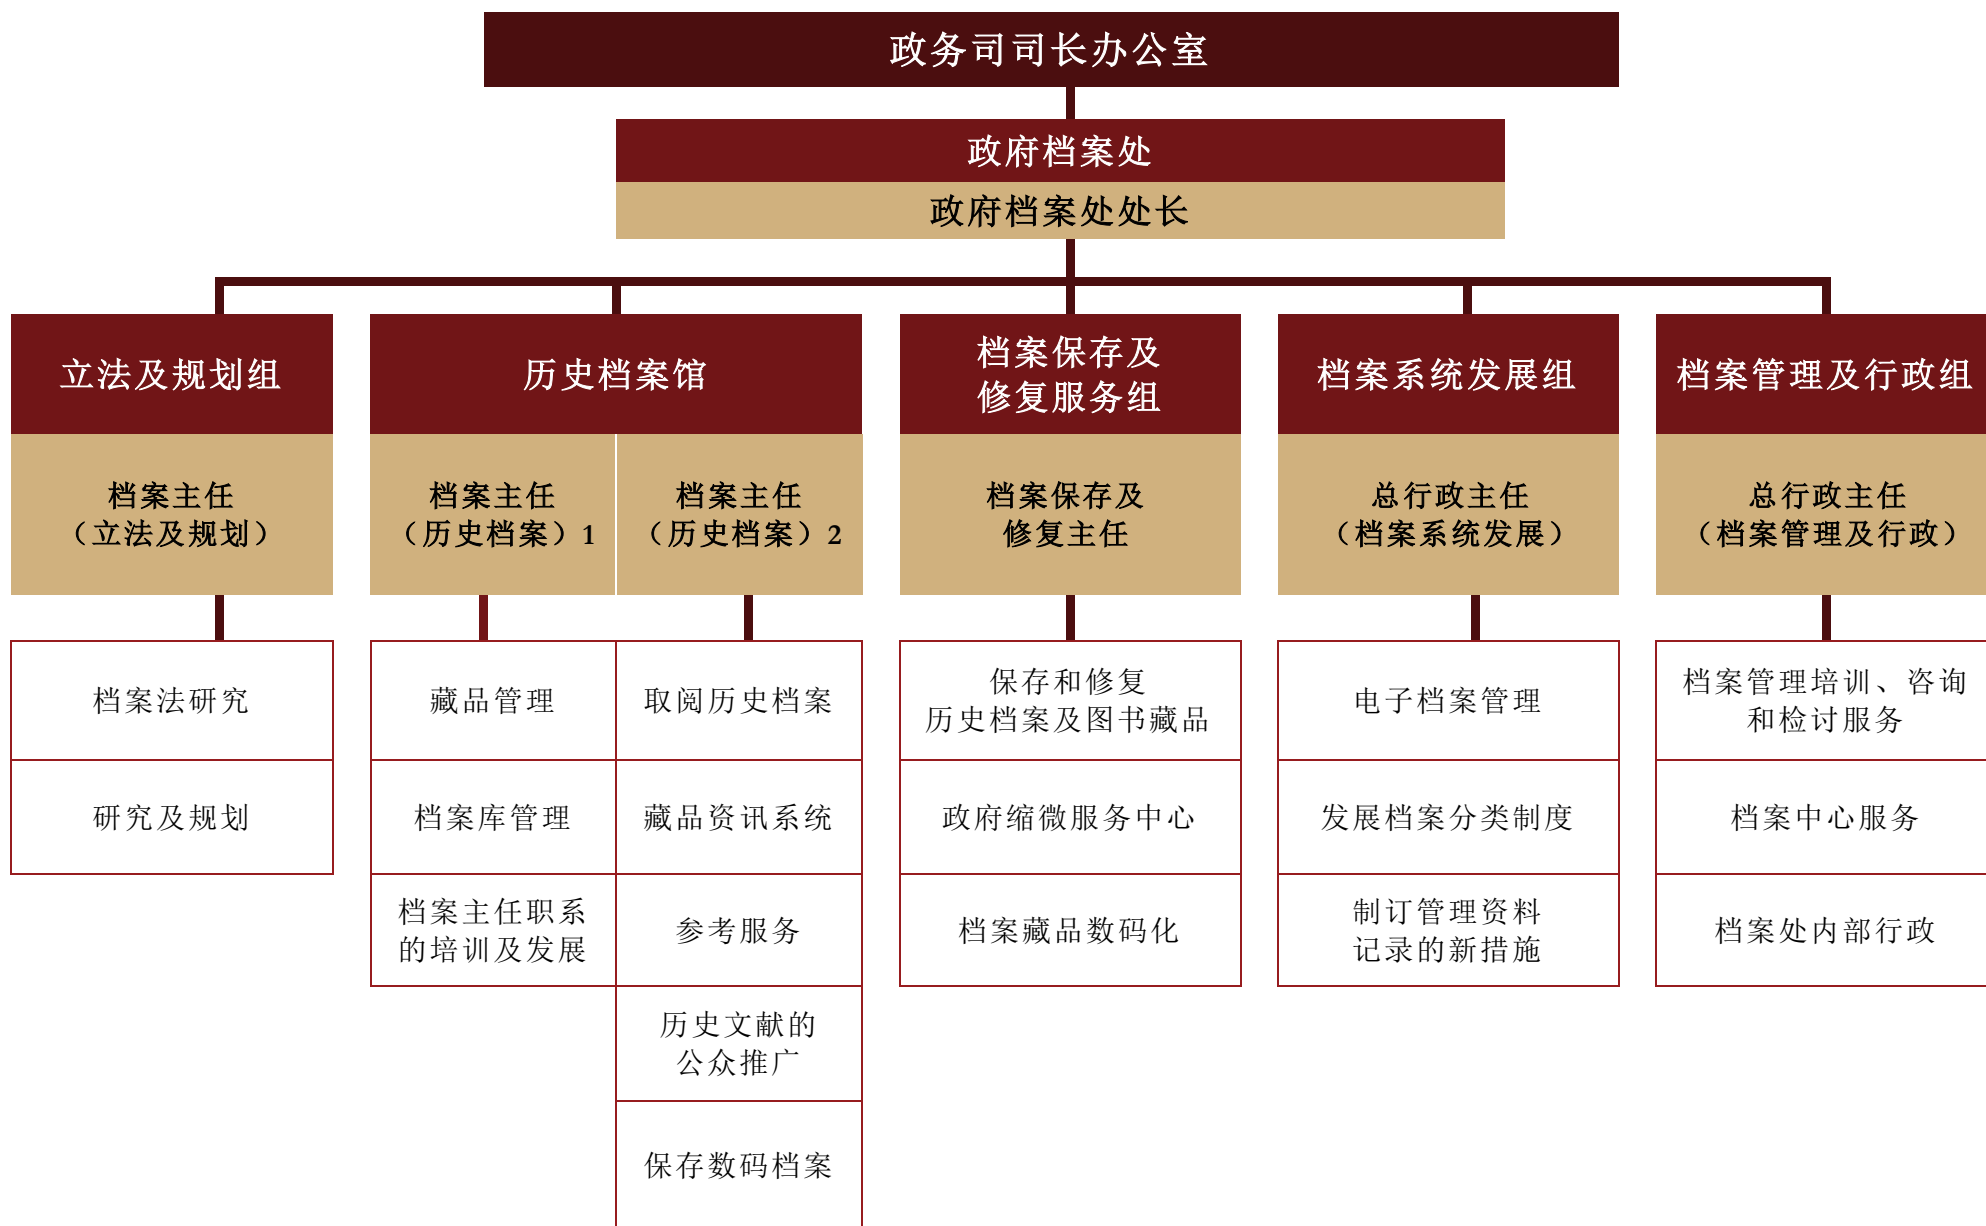 政务司司长办公室
政府档案处
政府档案处处长
立法及规划组
档案主任
（立法及规划）
档案法研究
研究及规划
历史档案馆
档案主任
（历史档案）1
藏品管理
档案库管理
档案主任职系
的培训及发展
档案主任
（历史档案）2
取阅历史档案
藏品资讯系统
参考服务
历史文献的
公众推广
保存数码档案
档案保存及
修复服务组
档案保存及
修复主任
保存和修复
历史档案及图书藏品
政府缩微服务中心
档案藏品数码化
档案系统发展组
总行政主任
（档案系统发展）
电子档案管理
发展档案分类制度
制订管理资料
记录的新措施
档案管理及行政组
总行政主任
（档案管理及行政）
档案管理培训、咨询
和检讨服务
档案中心服务
档案处内部行政